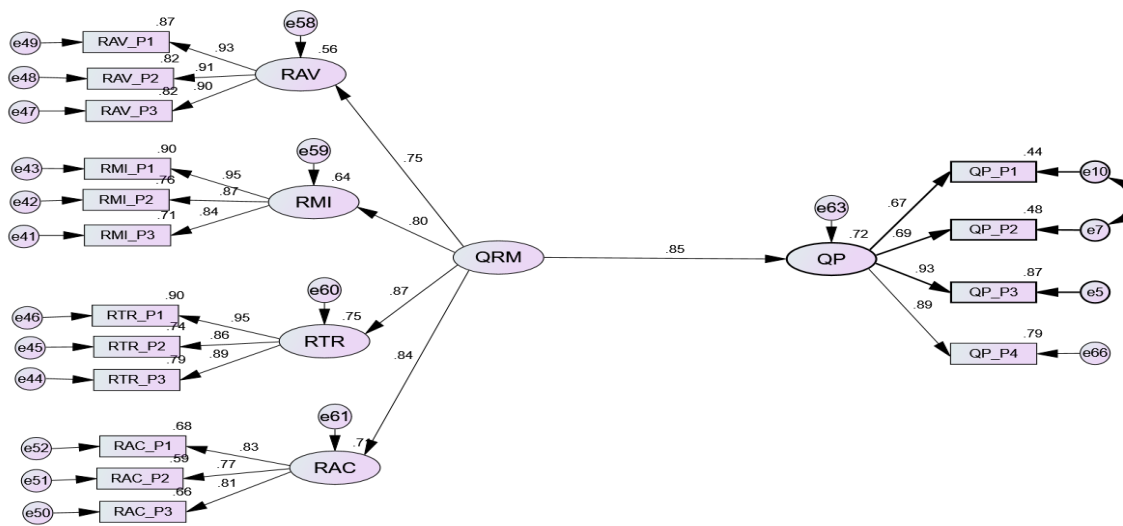 .87
e58
e49
RAV_P1
.93
.56
.82
e48
RAV_P2
.91
RAV
.82
.90
e47
RAV_P3
.90
e59
e43
RMI_P1
.95
.64
.76
e42
RMI_P2
.87
RMI
.71
.84
e41
RMI_P3
.75
.80
QRM
.85
.87
.84
.90
e60
e46
RTR_P1
.95
.75
.74
e45
RTR_P2
.86
RTR
.79
.89
e44
RTR_P3
.68
e61
e52
RAC_P1
.83
.59
e51
RAC_P2
.77
RAC
.66
.81
e50
RAC_P3
e63
.72
QP
.44
.67
QP_P1
e10
.48
.69
QP_P2
e7
.87
.93
QP_P3
e5
.79
.89
QP_P4
e66